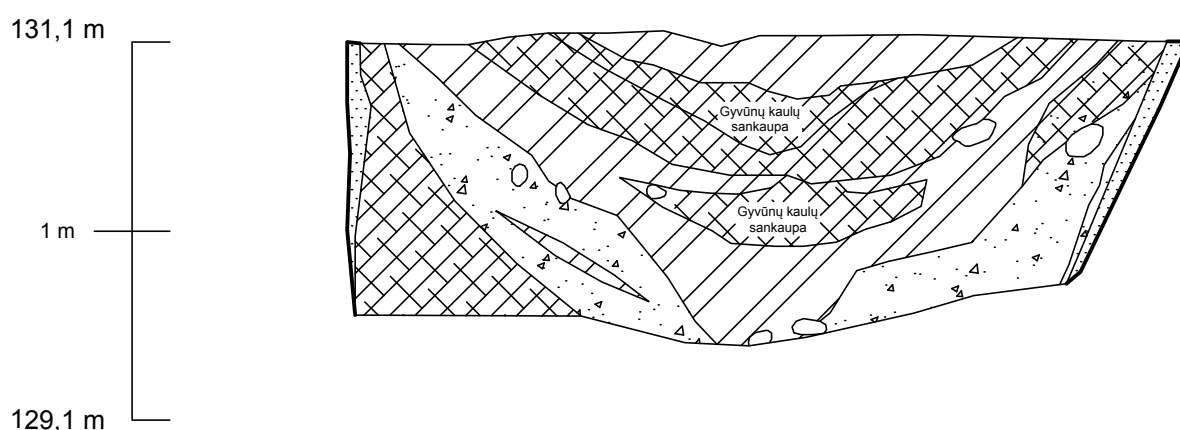 131,1 m
Gyvūnų kaulų
sankaupa
Gyvūnų kaulų
sankaupa
1 m
129,1 m